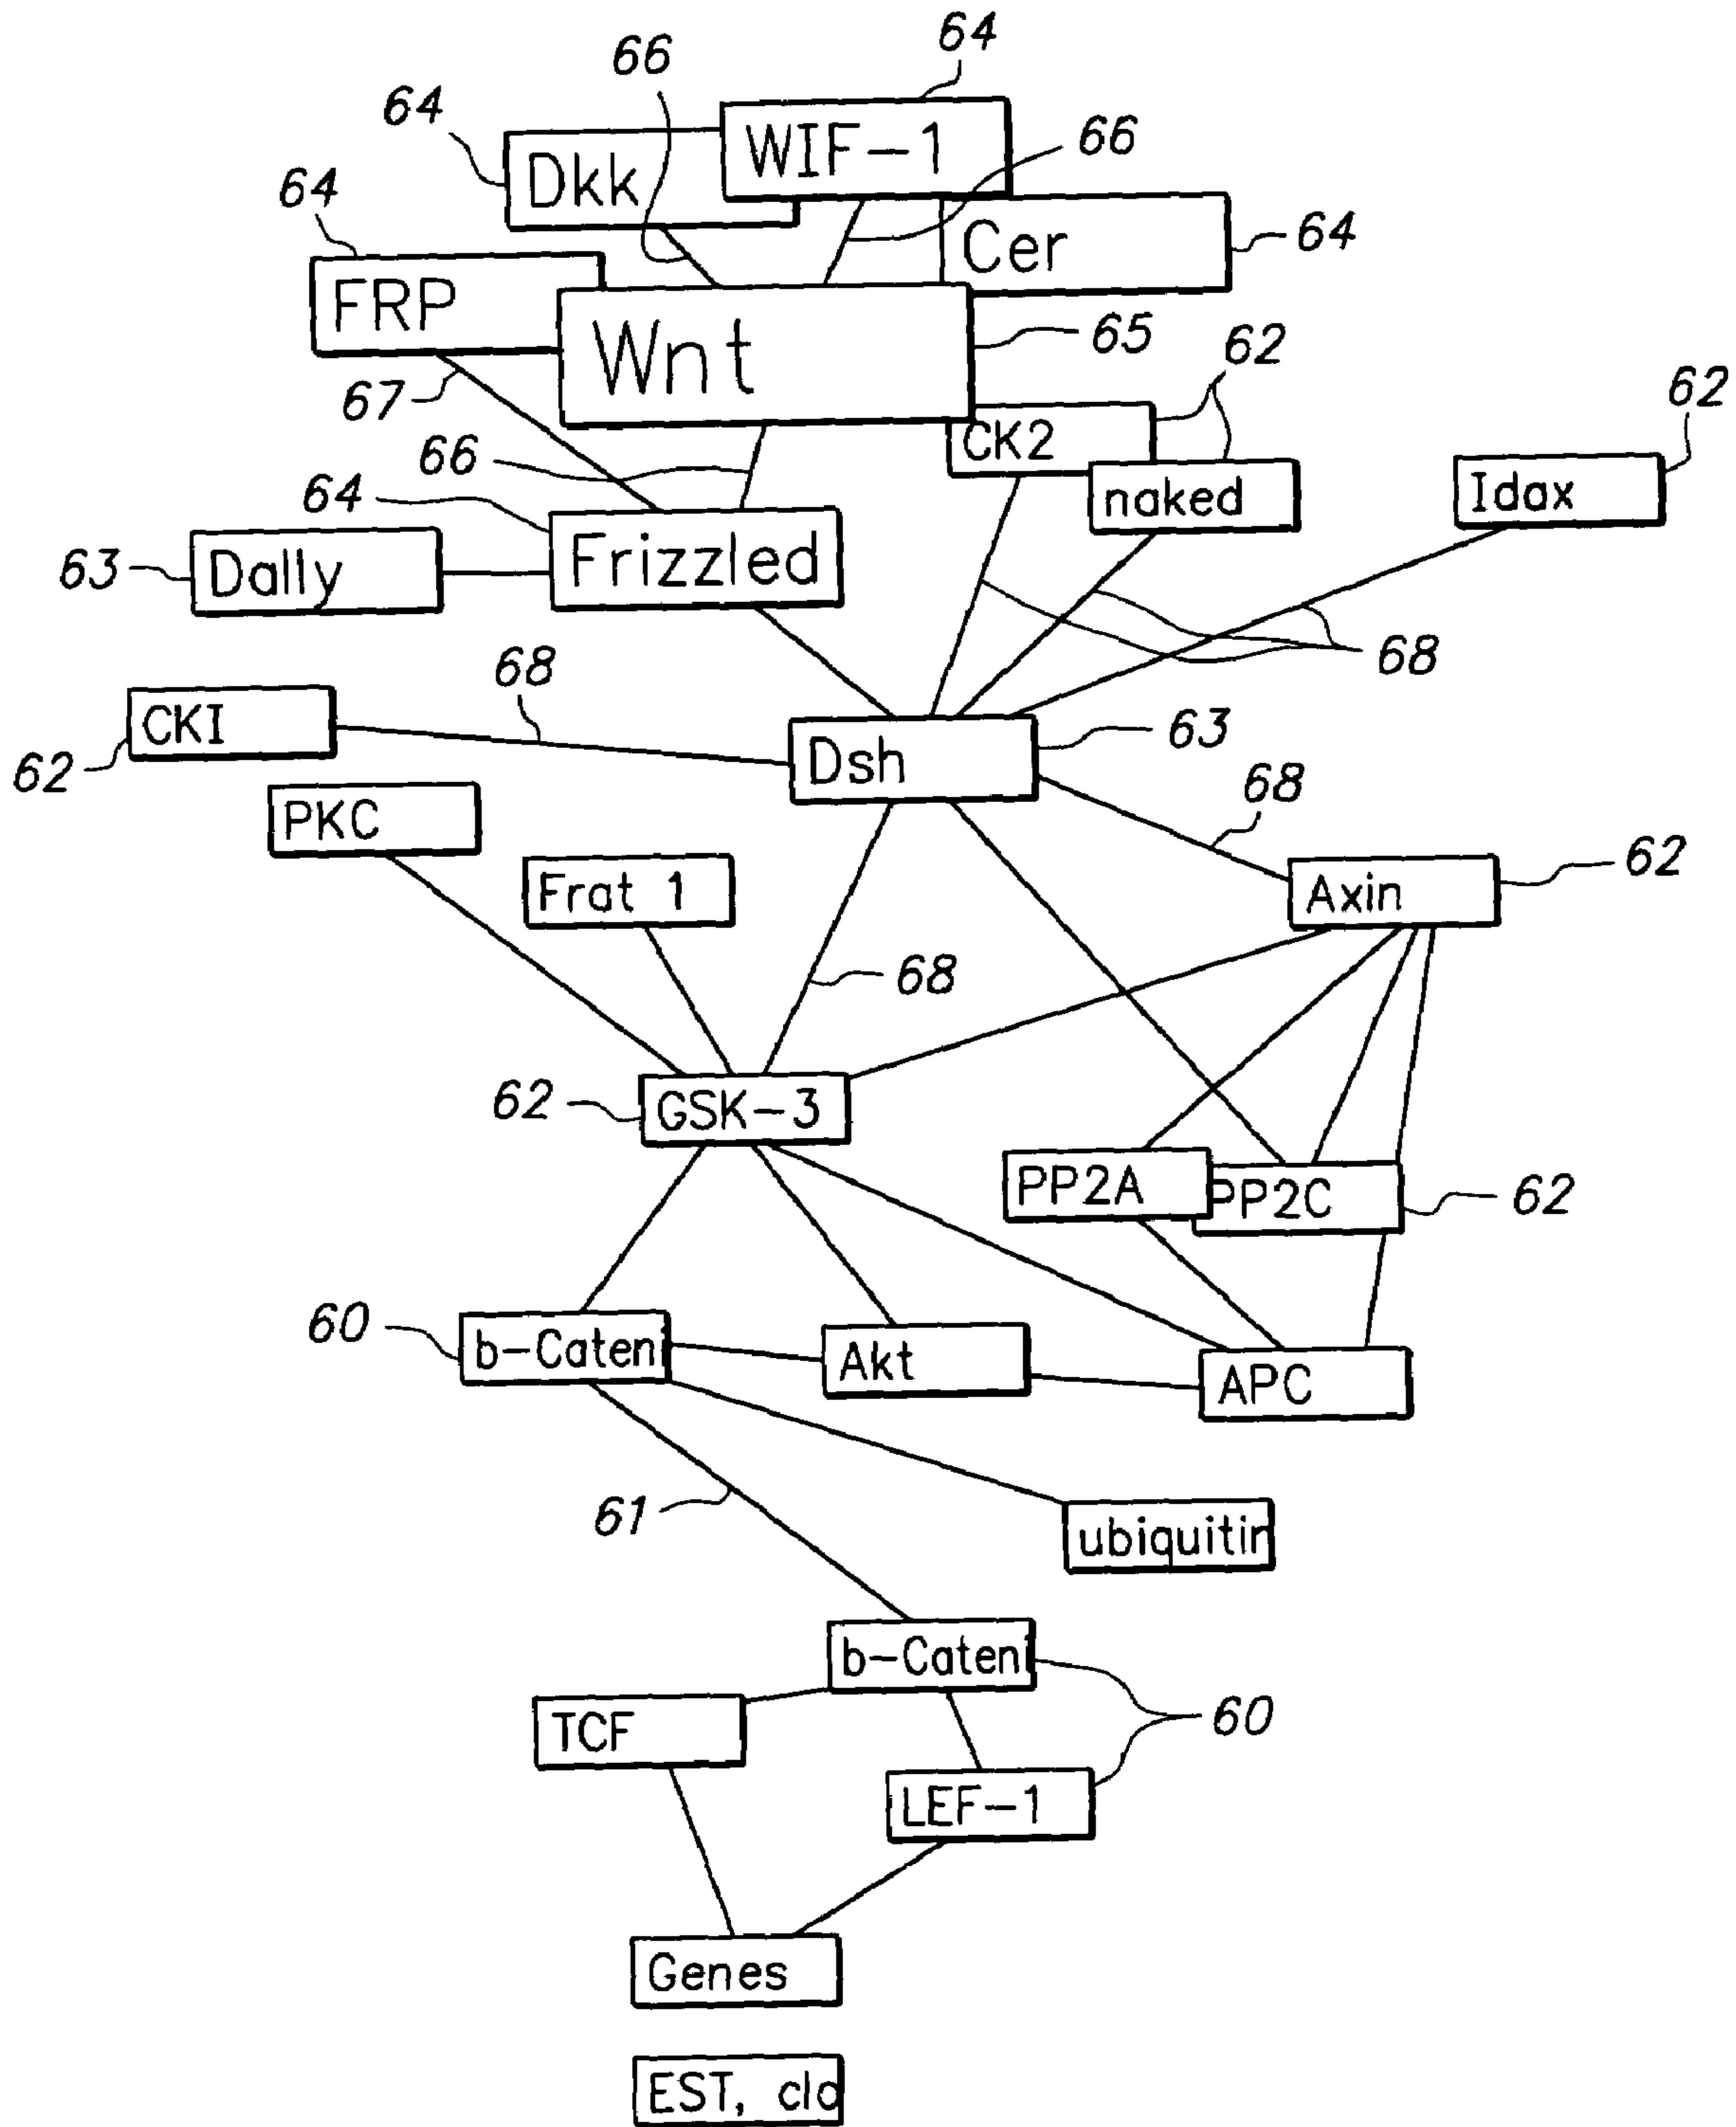 64
66
64
WIF-1
66
Dkk
64
Cer
64
FRP
65
Wnt
62
67
62
CK2
66
naked
Idax
64
Frizzled
63
Dally
68
68
CKI
63
62
Dsh
68
PKC
62
Frat 1
Axin
68
62
GSK-3
PP2A
PP2C
62
60
b-Caten
Akt
APC
61
ubiquitin
b-Caten
60
TCF
LEF-1
Genes
EST, clo